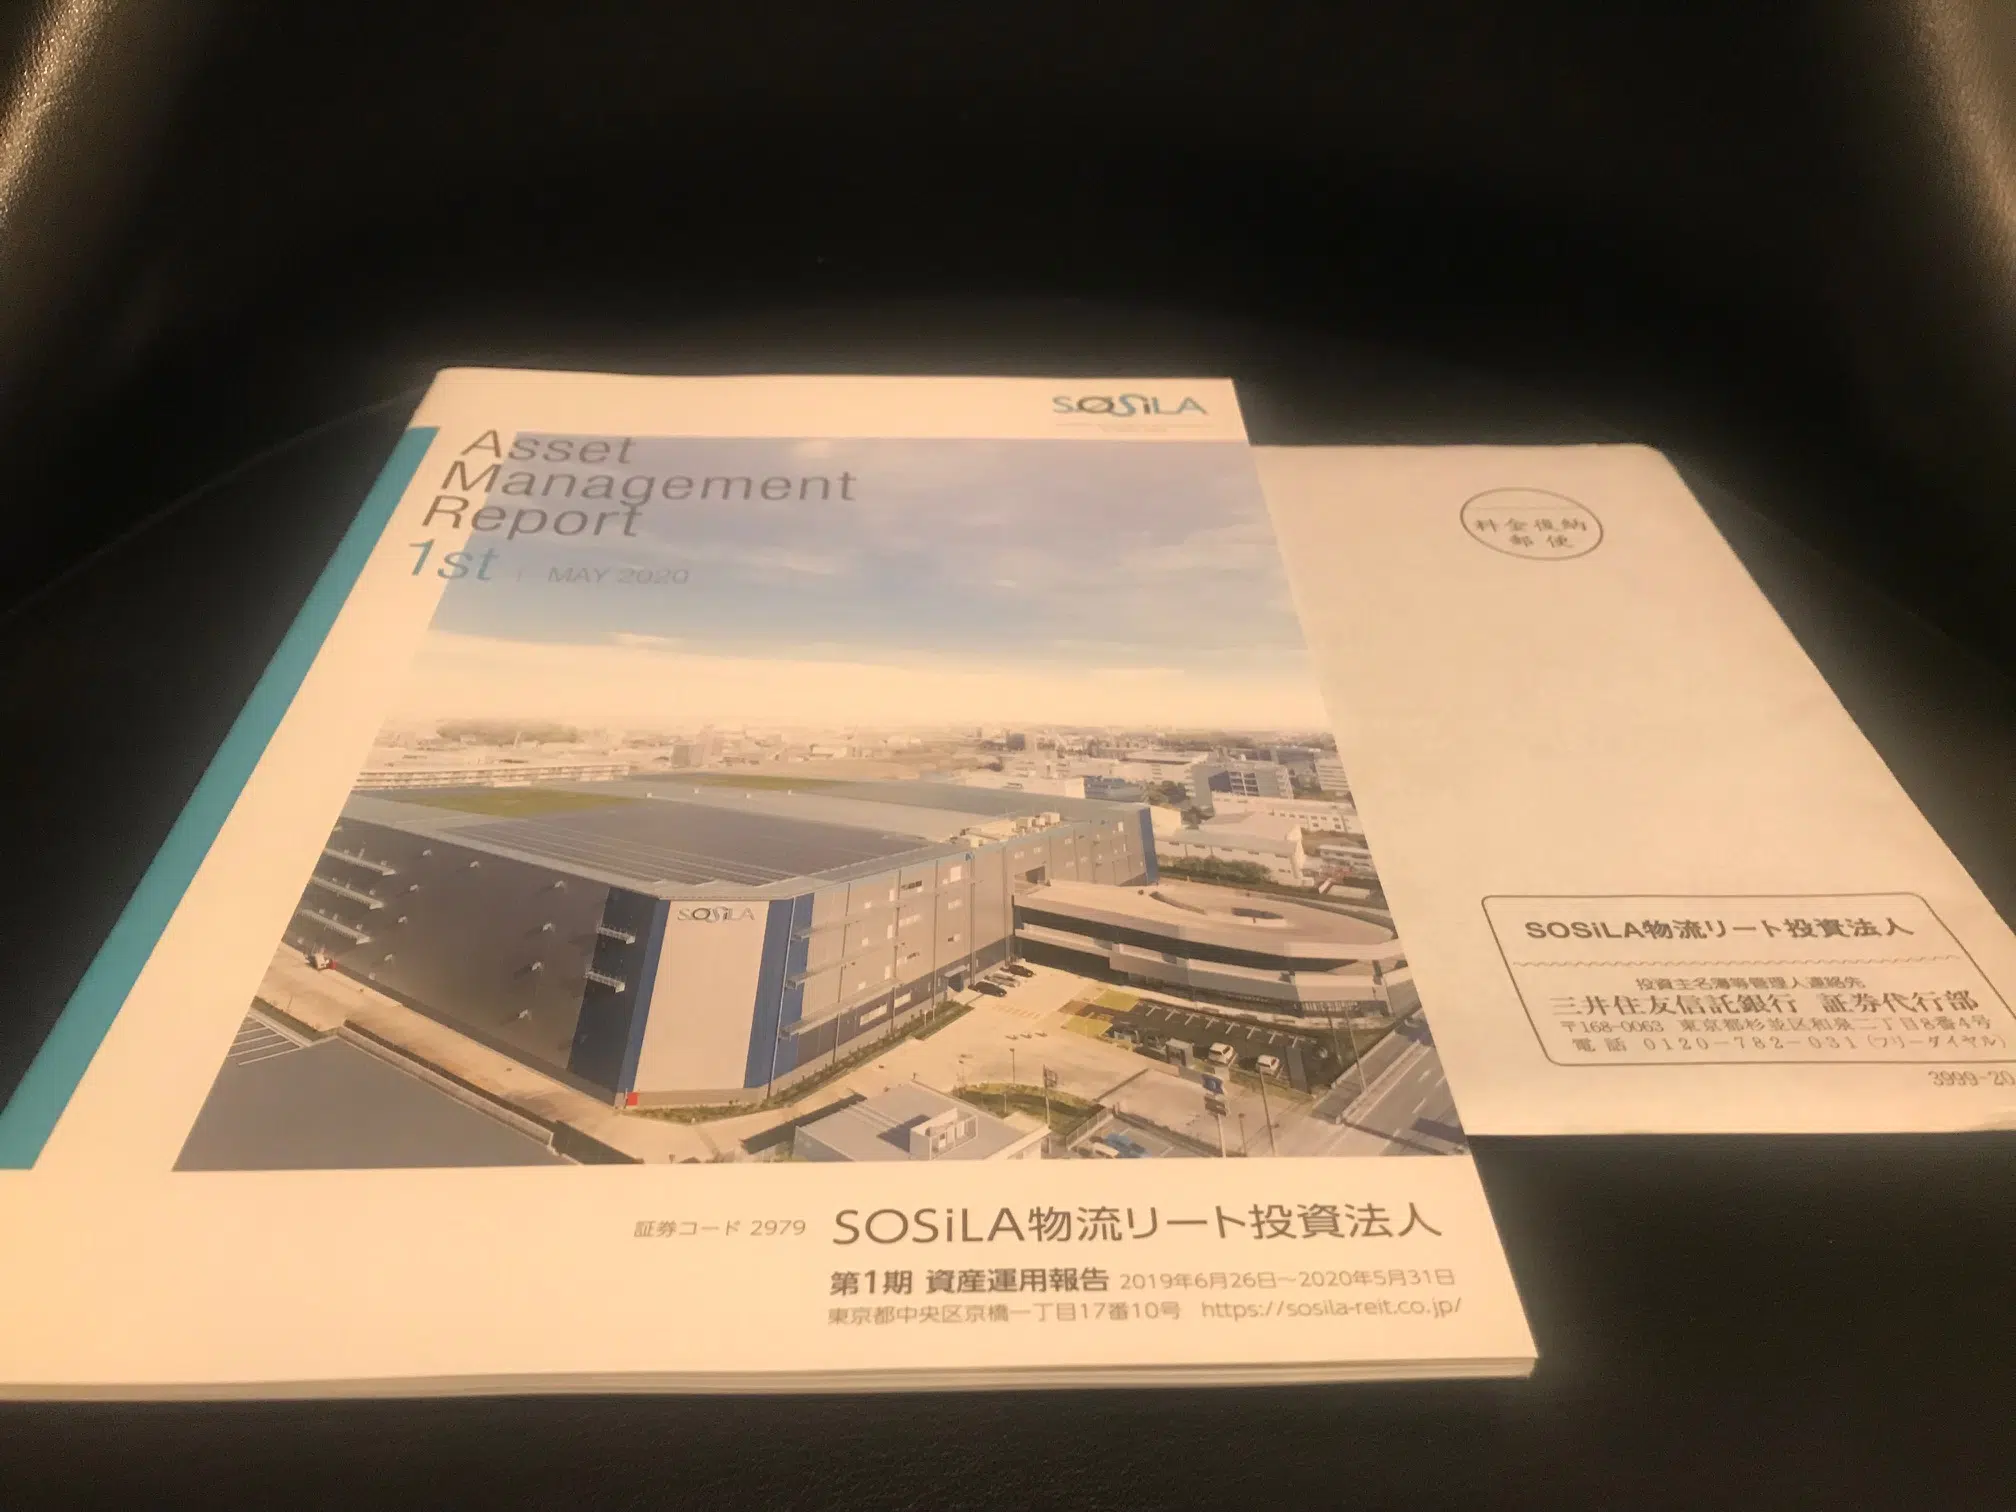 SOSiLA
Asset
Management
Report
1st | MAY 2020
SOSiLA
証券コード 2979 SOSiLA物流リート投資法人
第1期 資産運用報告 2019年6月26日～2020年5月31日
東京都中央区京橋一丁目17番10号 https://sosila-reit.co.jp/
料金後納
郵便
SOSiLA物流リート投資法人
投資主名簿等管理人連絡先
三井住友信託銀行 証券代行部
〒168-0063 東京都杉並区和泉二丁目8番4号
電話 0120-782-031(フリーダイヤル)
3999-20